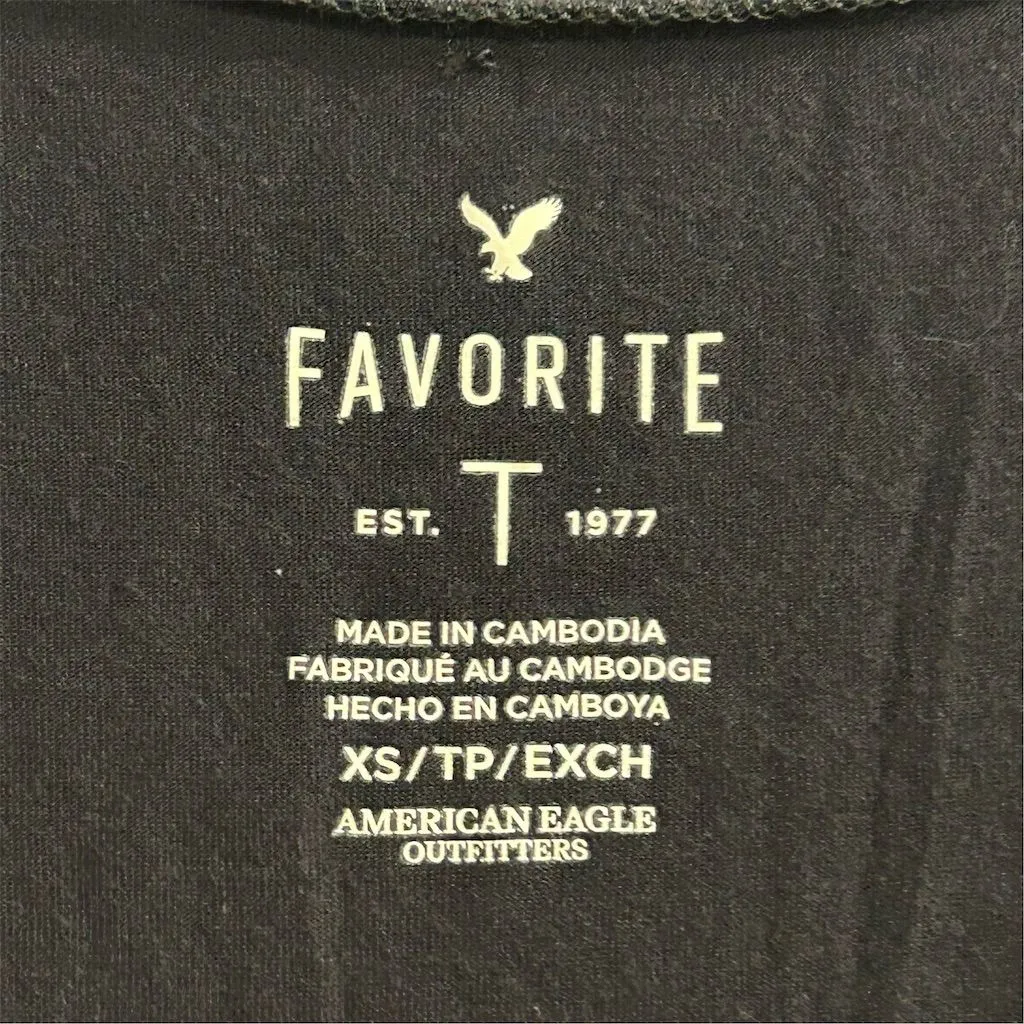 FAVORITE
T
EST. 1977
MADE IN CAMBODIA
FABRIQUÉ AU CAMBODGE
HECHO EN CAMBOYA
XS/TP/EXCH
AMERICAN EAGLE
OUTFITTERS